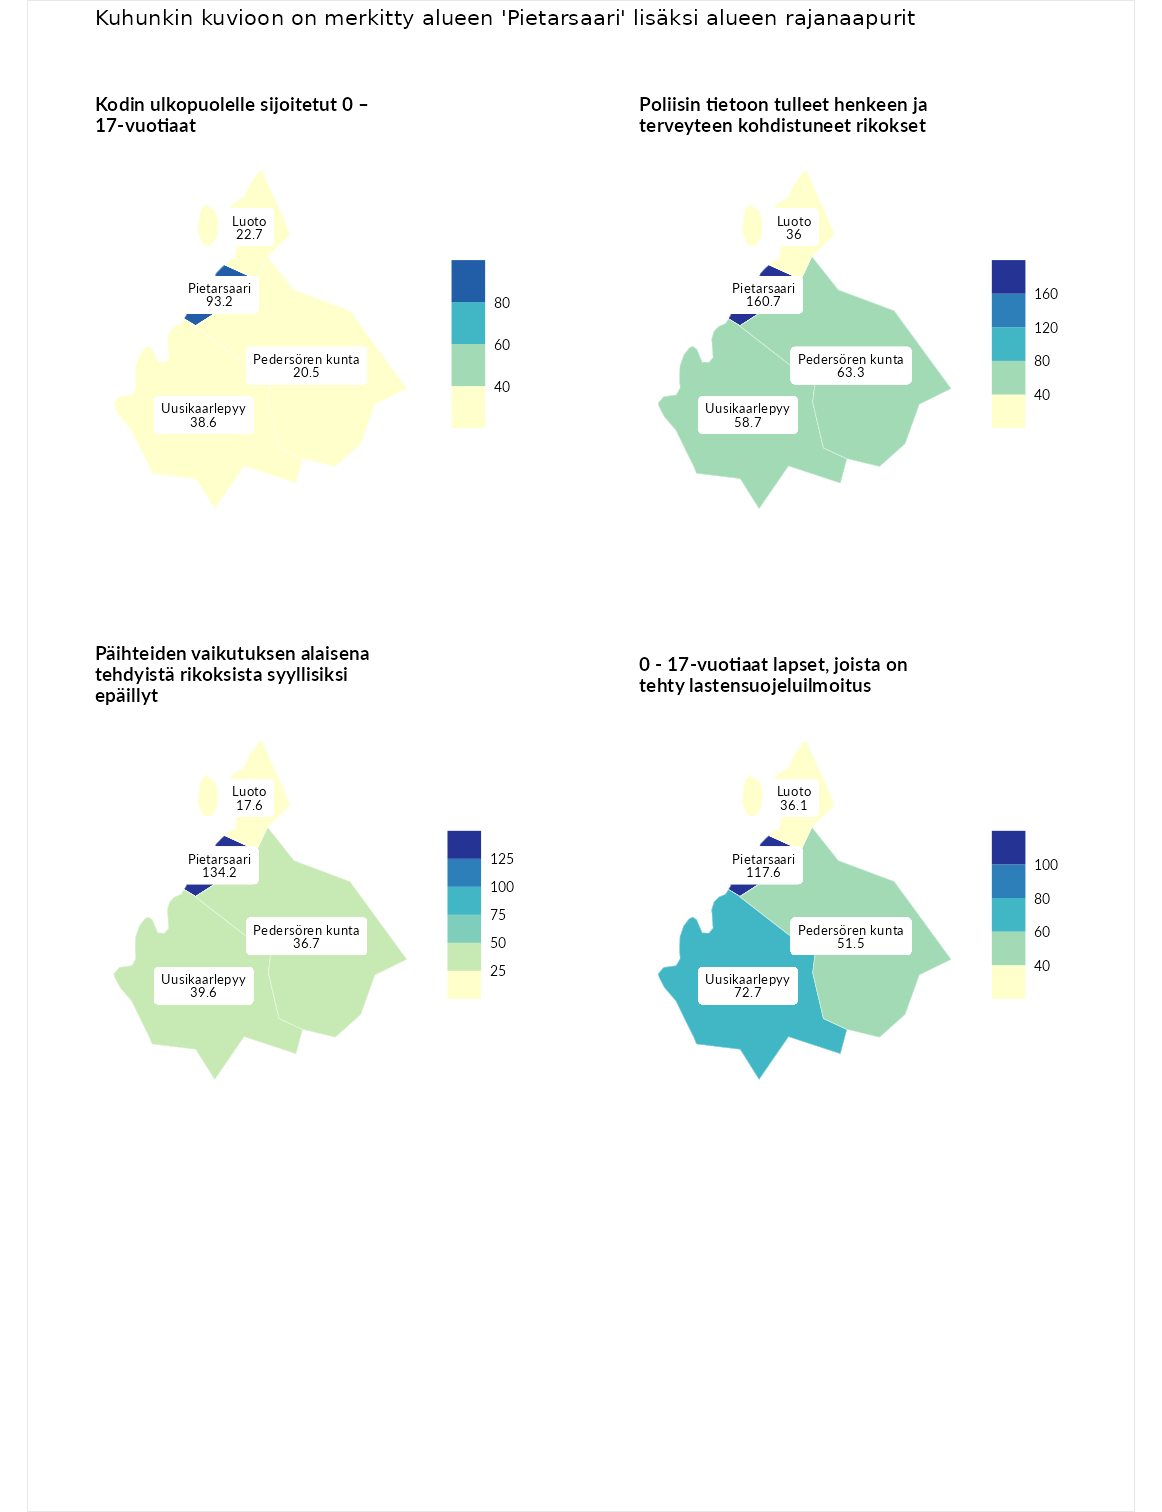 Kuhunkin kuvioon on merkitty alueen 'Pietarsaari' lisäksi alueen rajanaapurit
Kodin ulkopuolelle sijoitetut 0 –
17-vuotiaat
Luoto
22.7
Pietarsaari
93.2
Pedersören kunta
20.5
Uusikaarlepyy
38.6
80
60
40
Poliisin tietoon tulleet henkeen ja
terveyteen kohdistuneet rikokset
Luoto
36
Pietarsaari
160.7
Pedersören kunta
63.3
Uusikaarlepyy
58.7
160
120
80
40
Päihteiden vaikutuksen alaisena
tehdyistä rikoksista syyllisiksi
epäillyt
Luoto
17.6
Pietarsaari
134.2
Pedersören kunta
36.7
Uusikaarlepyy
39.6
125
100
75
50
25
0 - 17-vuotiaat lapset, joista on
tehty lastensuojeluilmoitus
Luoto
36.1
Pietarsaari
117.6
Pedersören kunta
51.5
Uusikaarlepyy
72.7
100
80
60
40